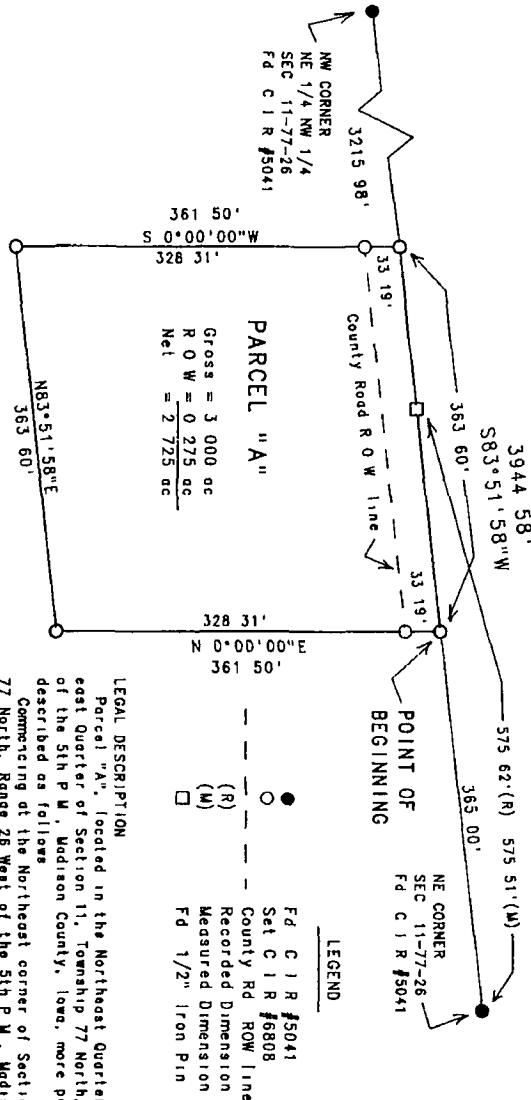 NW CORNER
NE 1/4 NW 1/4
SEC 11-77-26
Fd C I R #5041
3215 98'
3944 58'
S83°51'58"W
363 60'
575 62'(R) 575 51'(M)
365 00'
NE CORNER
SEC 11-77-26
Fd C I R #5041
POINT OF
BEGINNING
33 19'
33 19'
County Road R O W line
361 50'
S 0°00'00"W
328 31'
PARCEL "A"
Gross = 3 000 ac
R O W = 0 275 ac
Net = 2 725 ac
328 31'
N 0°00'00"E
361 50'
N83°51'58"E
363 60'
LEGEND
Fd C I R #5041
Set C I R #6808
County Rd ROW line
(R) Recorded Dimension
(M) Measured Dimension
Fd 1/2" Iron Pin
LEGAL DESCRIPTION
Parcel "A", located in the Northeast Quarte
east Quarter of Section 11, Township 77 North,
of the 5th P M , Madison County, Iowa, more p
described as follows
Commencing at the Northeast corner of Secti
77 North, Range 26 West of the 5th P M , Madi